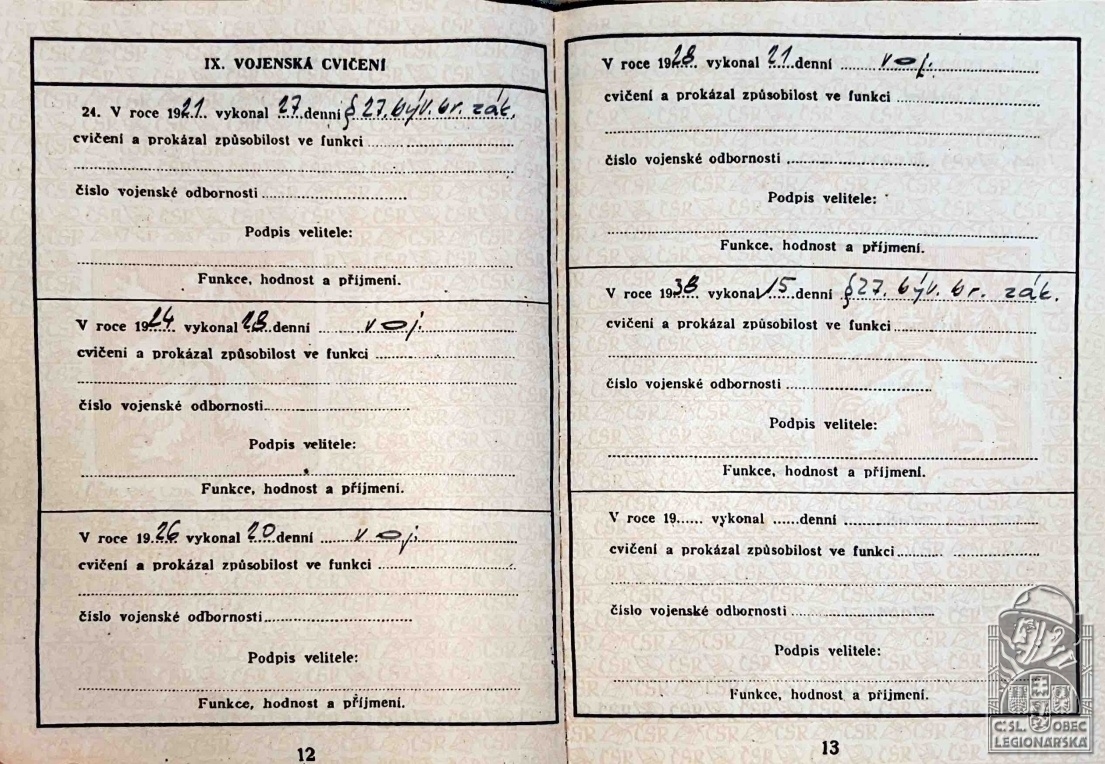 IX. VOJENSKÁ CVIČENÍ
24. V roce 1921. vykonal 27 denní § 27. býv. br. zák.
cvičení a prokázal způsobilost ve funkci
číslo vojenské odbornosti
Podpis velitele:
Funkce, hodnost a příjmení.
V roce 1924. vykonal 28 denní voj.
cvičení a prokázal způsobilost ve funkci
číslo vojenské odbornosti
Podpis velitele:
Funkce, hodnost a příjmení.
V roce 1926 vykonal 20 denní voj.
cvičení a prokázal způsobilost ve funkci
číslo vojenské odbornosti
Podpis velitele:
Funkce, hodnost a příjmení.
12
V roce 1928. vykonal 21 denní voj.
cvičení a prokázal způsobilost ve funkci
číslo vojenské odbornosti
Podpis velitele:
Funkce, hodnost a příjmení.
V roce 1938. vykonal 15 denní § 27. býv. br. zák.
cvičení a prokázal způsobilost ve funkci
číslo vojenské odbornosti
Podpis velitele:
Funkce, hodnost a příjmení.
V roce 19...... vykonal ......denní
cvičení a prokázal způsobilost ve funkci
číslo vojenské odbornosti
Podpis velitele:
Funkce, hodnost a příjmení.
13
Č.SL. OBEC
LEGIONÁŘSKÁ